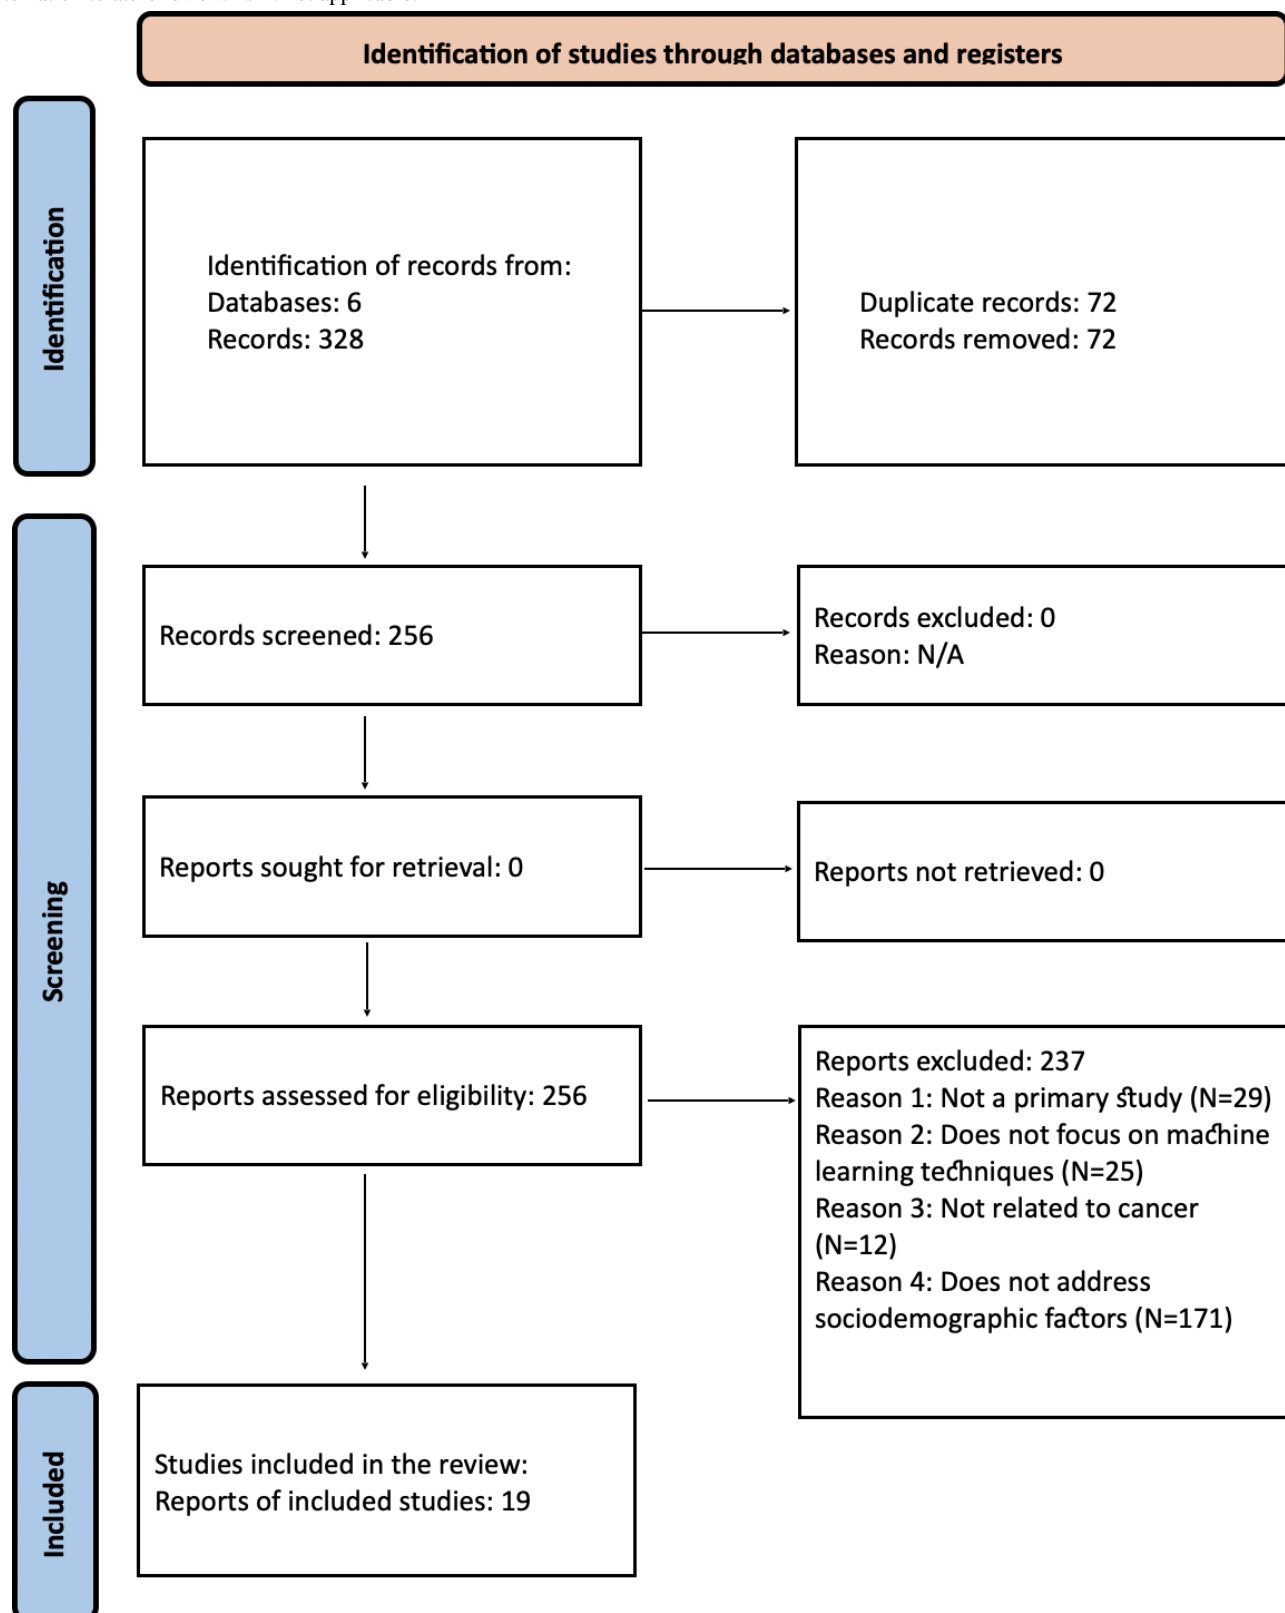 Identification of studies through databases and registers
Identification
Identification of records from:
Databases: 6
Records: 328
Duplicate records: 72
Records removed: 72
Screening
Records screened: 256
Records excluded: 0
Reason: N/A
Reports sought for retrieval: 0
Reports not retrieved: 0
Reports assessed for eligibility: 256
Reports excluded: 237
Reason 1: Not a primary study (N=29)
Reason 2: Does not focus on machine
learning techniques (N=25)
Reason 3: Not related to cancer
(N=12)
Reason 4: Does not address
sociodemographic factors (N=171)
Included
Studies included in the review:
Reports of included studies: 19